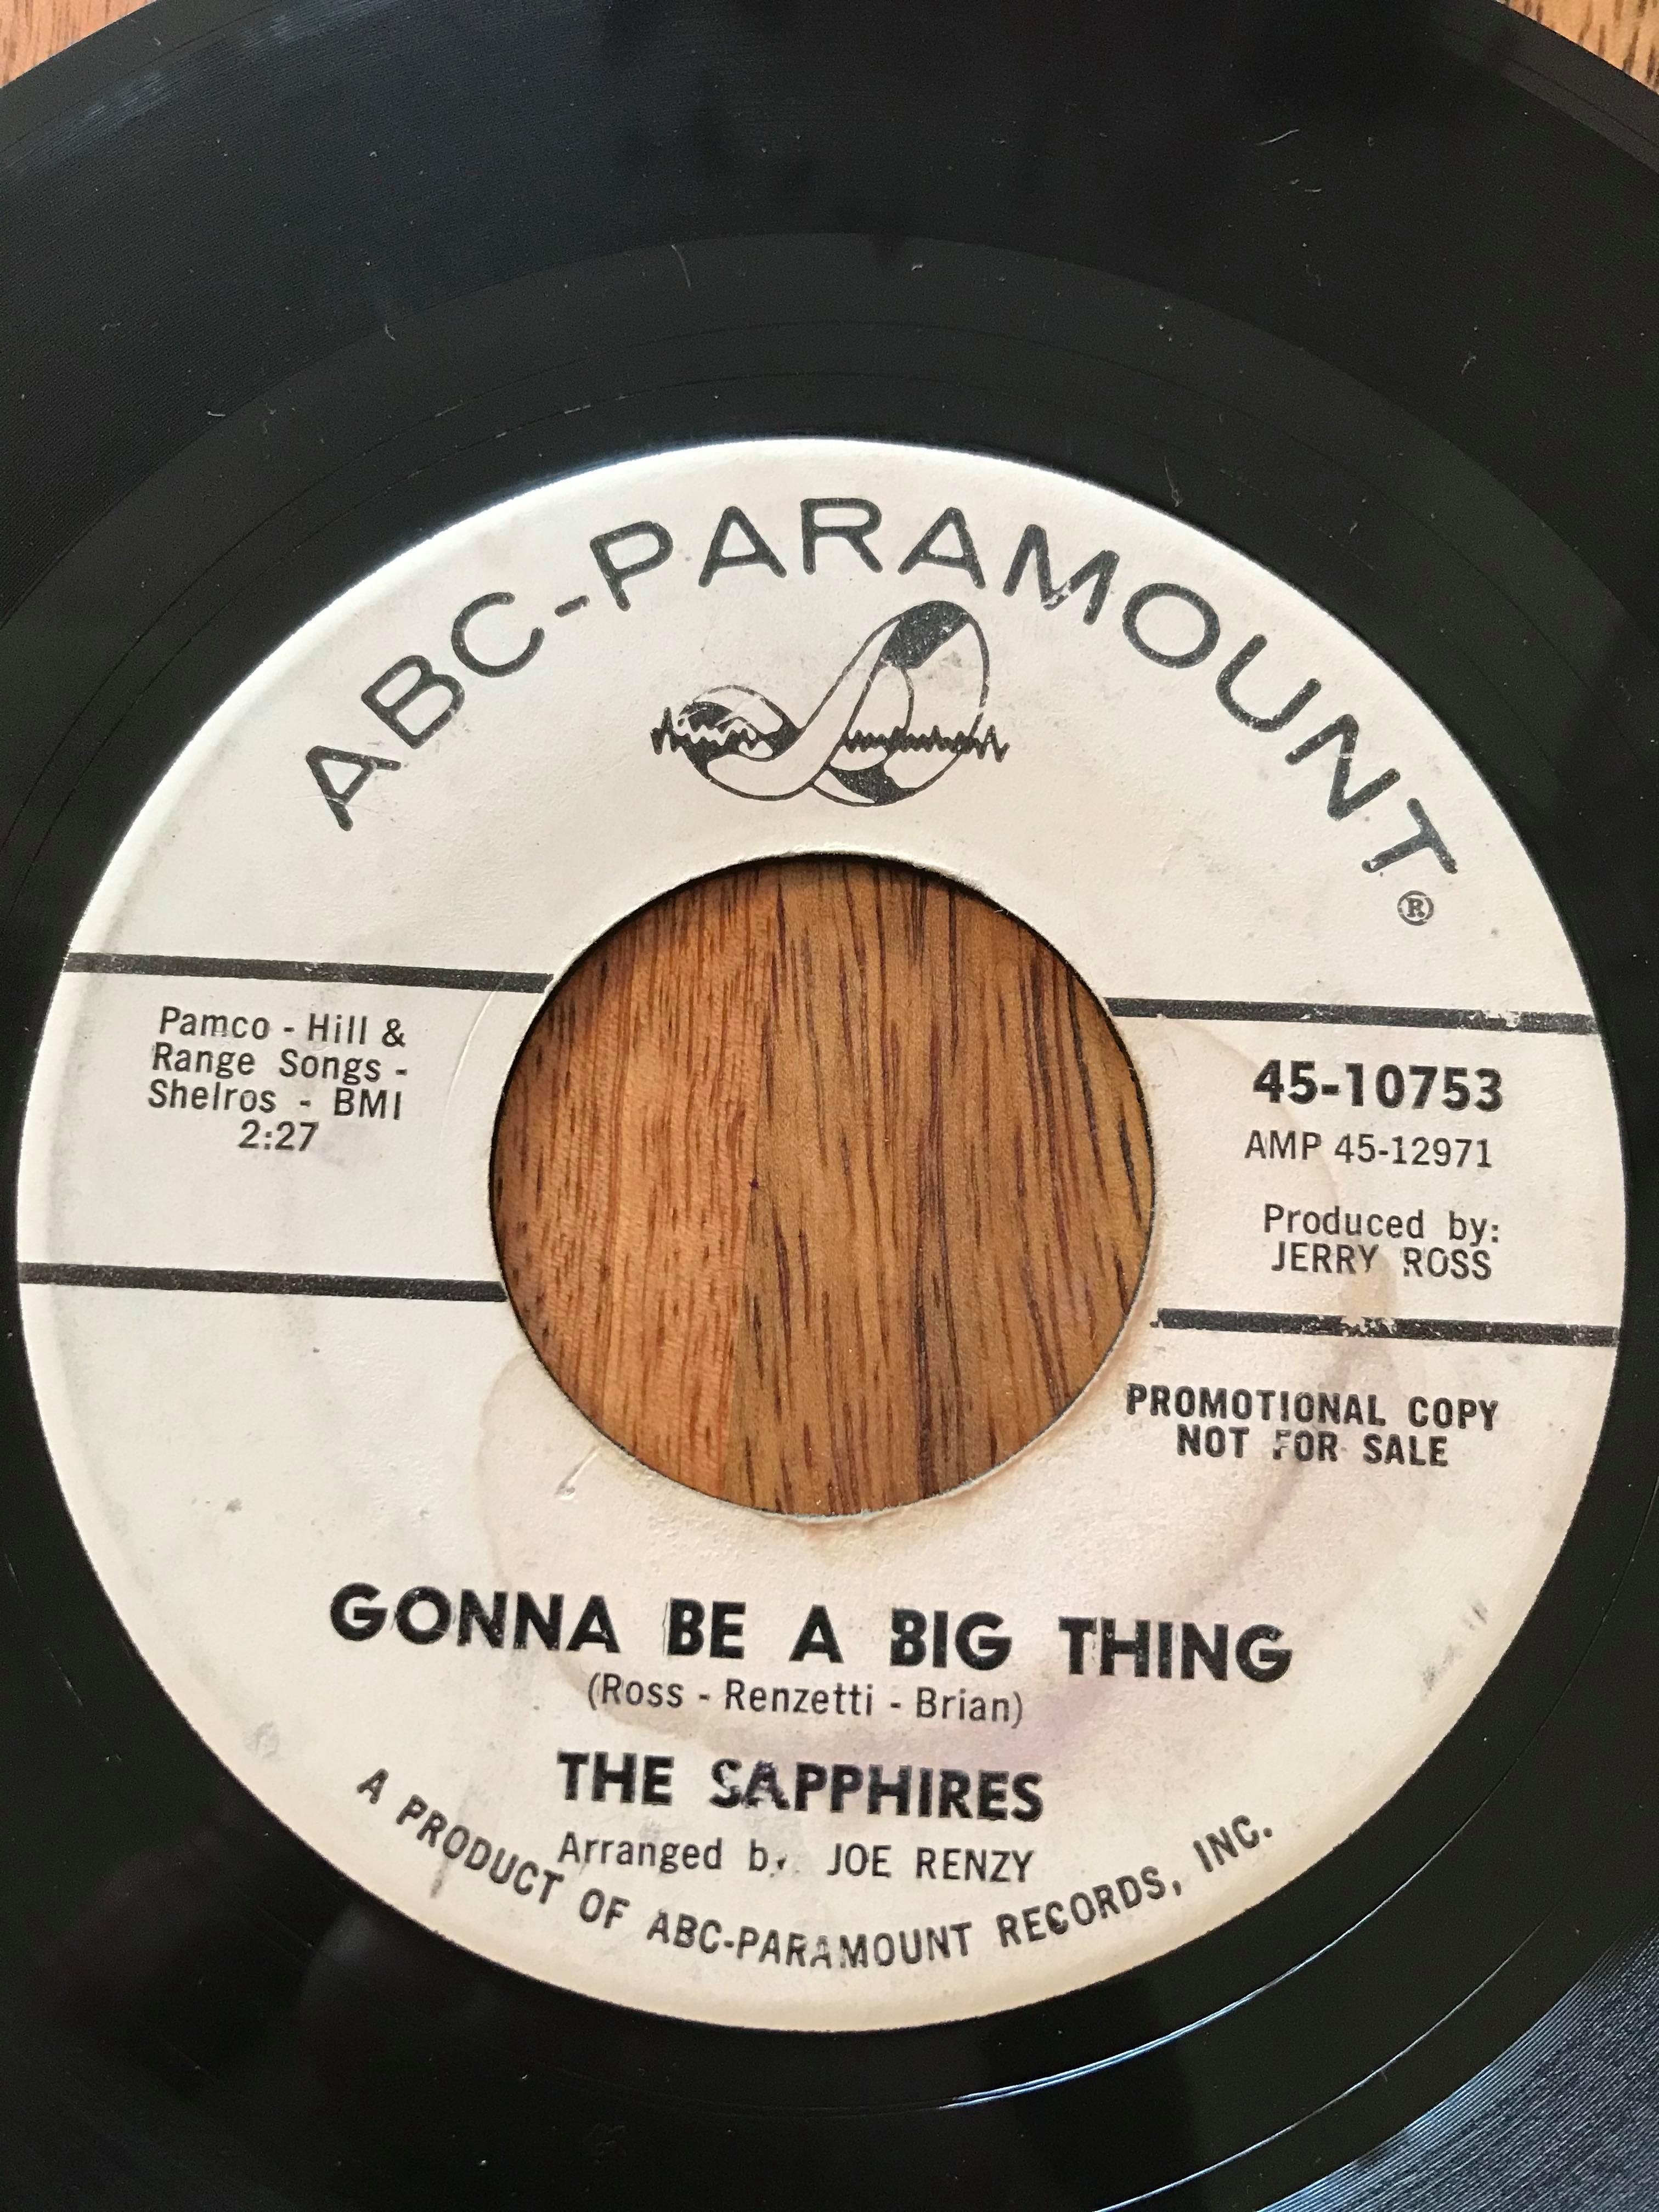 ABC-PARAMOUNT
®
Pamco - Hill &
Range Songs -
Shelros - BMI
2:27
45-10753
AMP 45-12971
Produced by:
JERRY ROSS
PROMOTIONAL COPY
NOT FOR SALE
GONNA BE A BIG THING
(Ross - Renzetti - Brian)
THE SAPPHIRES
Arranged by JOE RENZY
A PRODUCT OF ABC-PARAMOUNT RECORDS, INC.